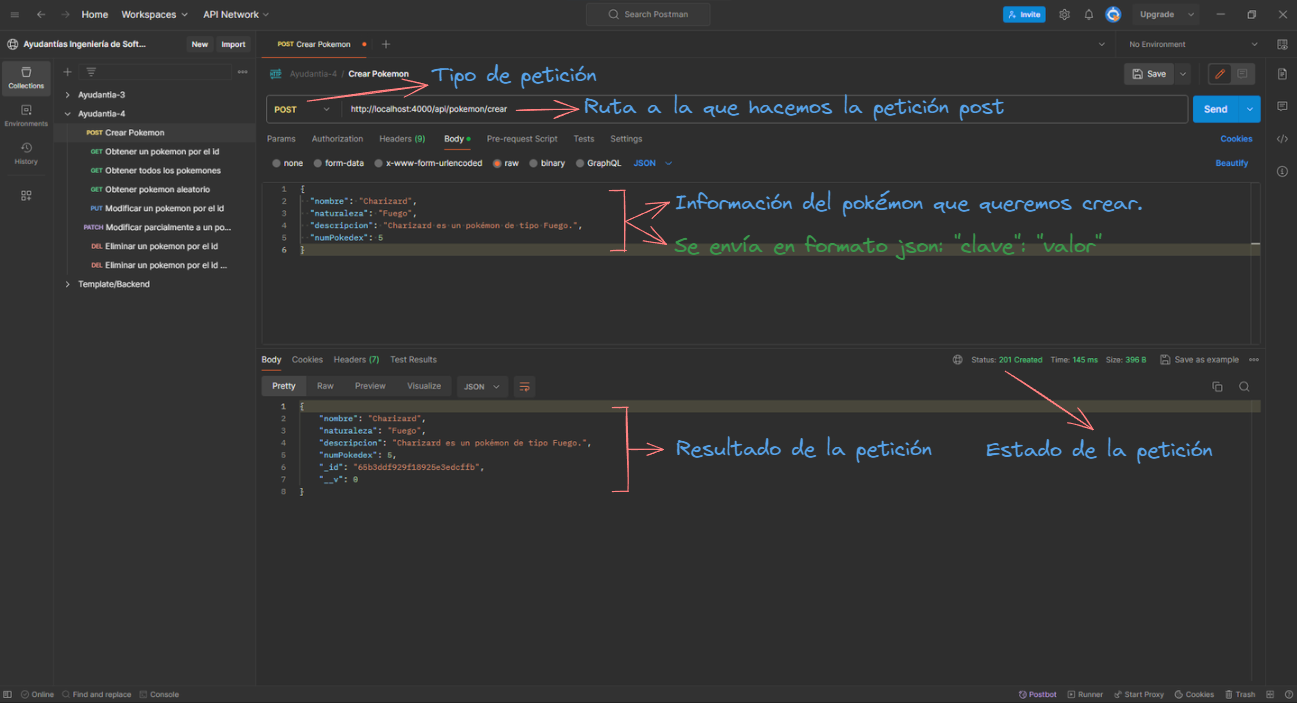 Home Workspaces API Network Search Postman Invite Upgrade
Ayudantías Ingeniería de Soft... New Import POST Crear Pokemon No Environment
Collections
Environments
History
Ayudantia-3
Ayudantia-4
POST Crear Pokemon
GET Obtener un pokemon por el id
GET Obtener todos los pokemones
GET Obtener pokemon aleatorio
PUT Modificar un pokemon por el id
PATCH Modificar parcialmente a un po...
DEL Eliminar un pokemon por el id
DEL Eliminar un pokemon por el id ...
Template/Backend
HTTP Ayudantia-4 / Crear Pokemon Tipo de petición Save
POST http://localhost:4000/api/pokemon/crear Ruta a la que hacemos la petición post Send
Params Authorization Headers (9) Body Pre-request Script Tests Settings Cookies
none form-data x-www-form-urlencoded raw binary GraphQL JSON Beautify
1 {
2 "nombre": "Charizard",
3 "naturaleza": "Fuego",
4 "descripcion": "Charizard es un pokémon de tipo Fuego.",
5 "numPokedex": 5
6 }
Información del pokémon que queremos crear.
Se envía en formato json: "clave": "valor"
Body Cookies Headers (7) Test Results Status: 201 Created Time: 145 ms Size: 396 B Save as example
Pretty Raw Preview Visualize JSON
1 {
2 "nombre": "Charizard",
3 "naturaleza": "Fuego",
4 "descripcion": "Charizard es un pokémon de tipo Fuego.",
5 "numPokedex": 5,
6 "_id": "65b3ddf929f18925e3edcffb",
7 "__v": 0
8 }
Resultado de la petición
Estado de la petición
Online Find and replace Console Postbot Runner Start Proxy Cookies Trash